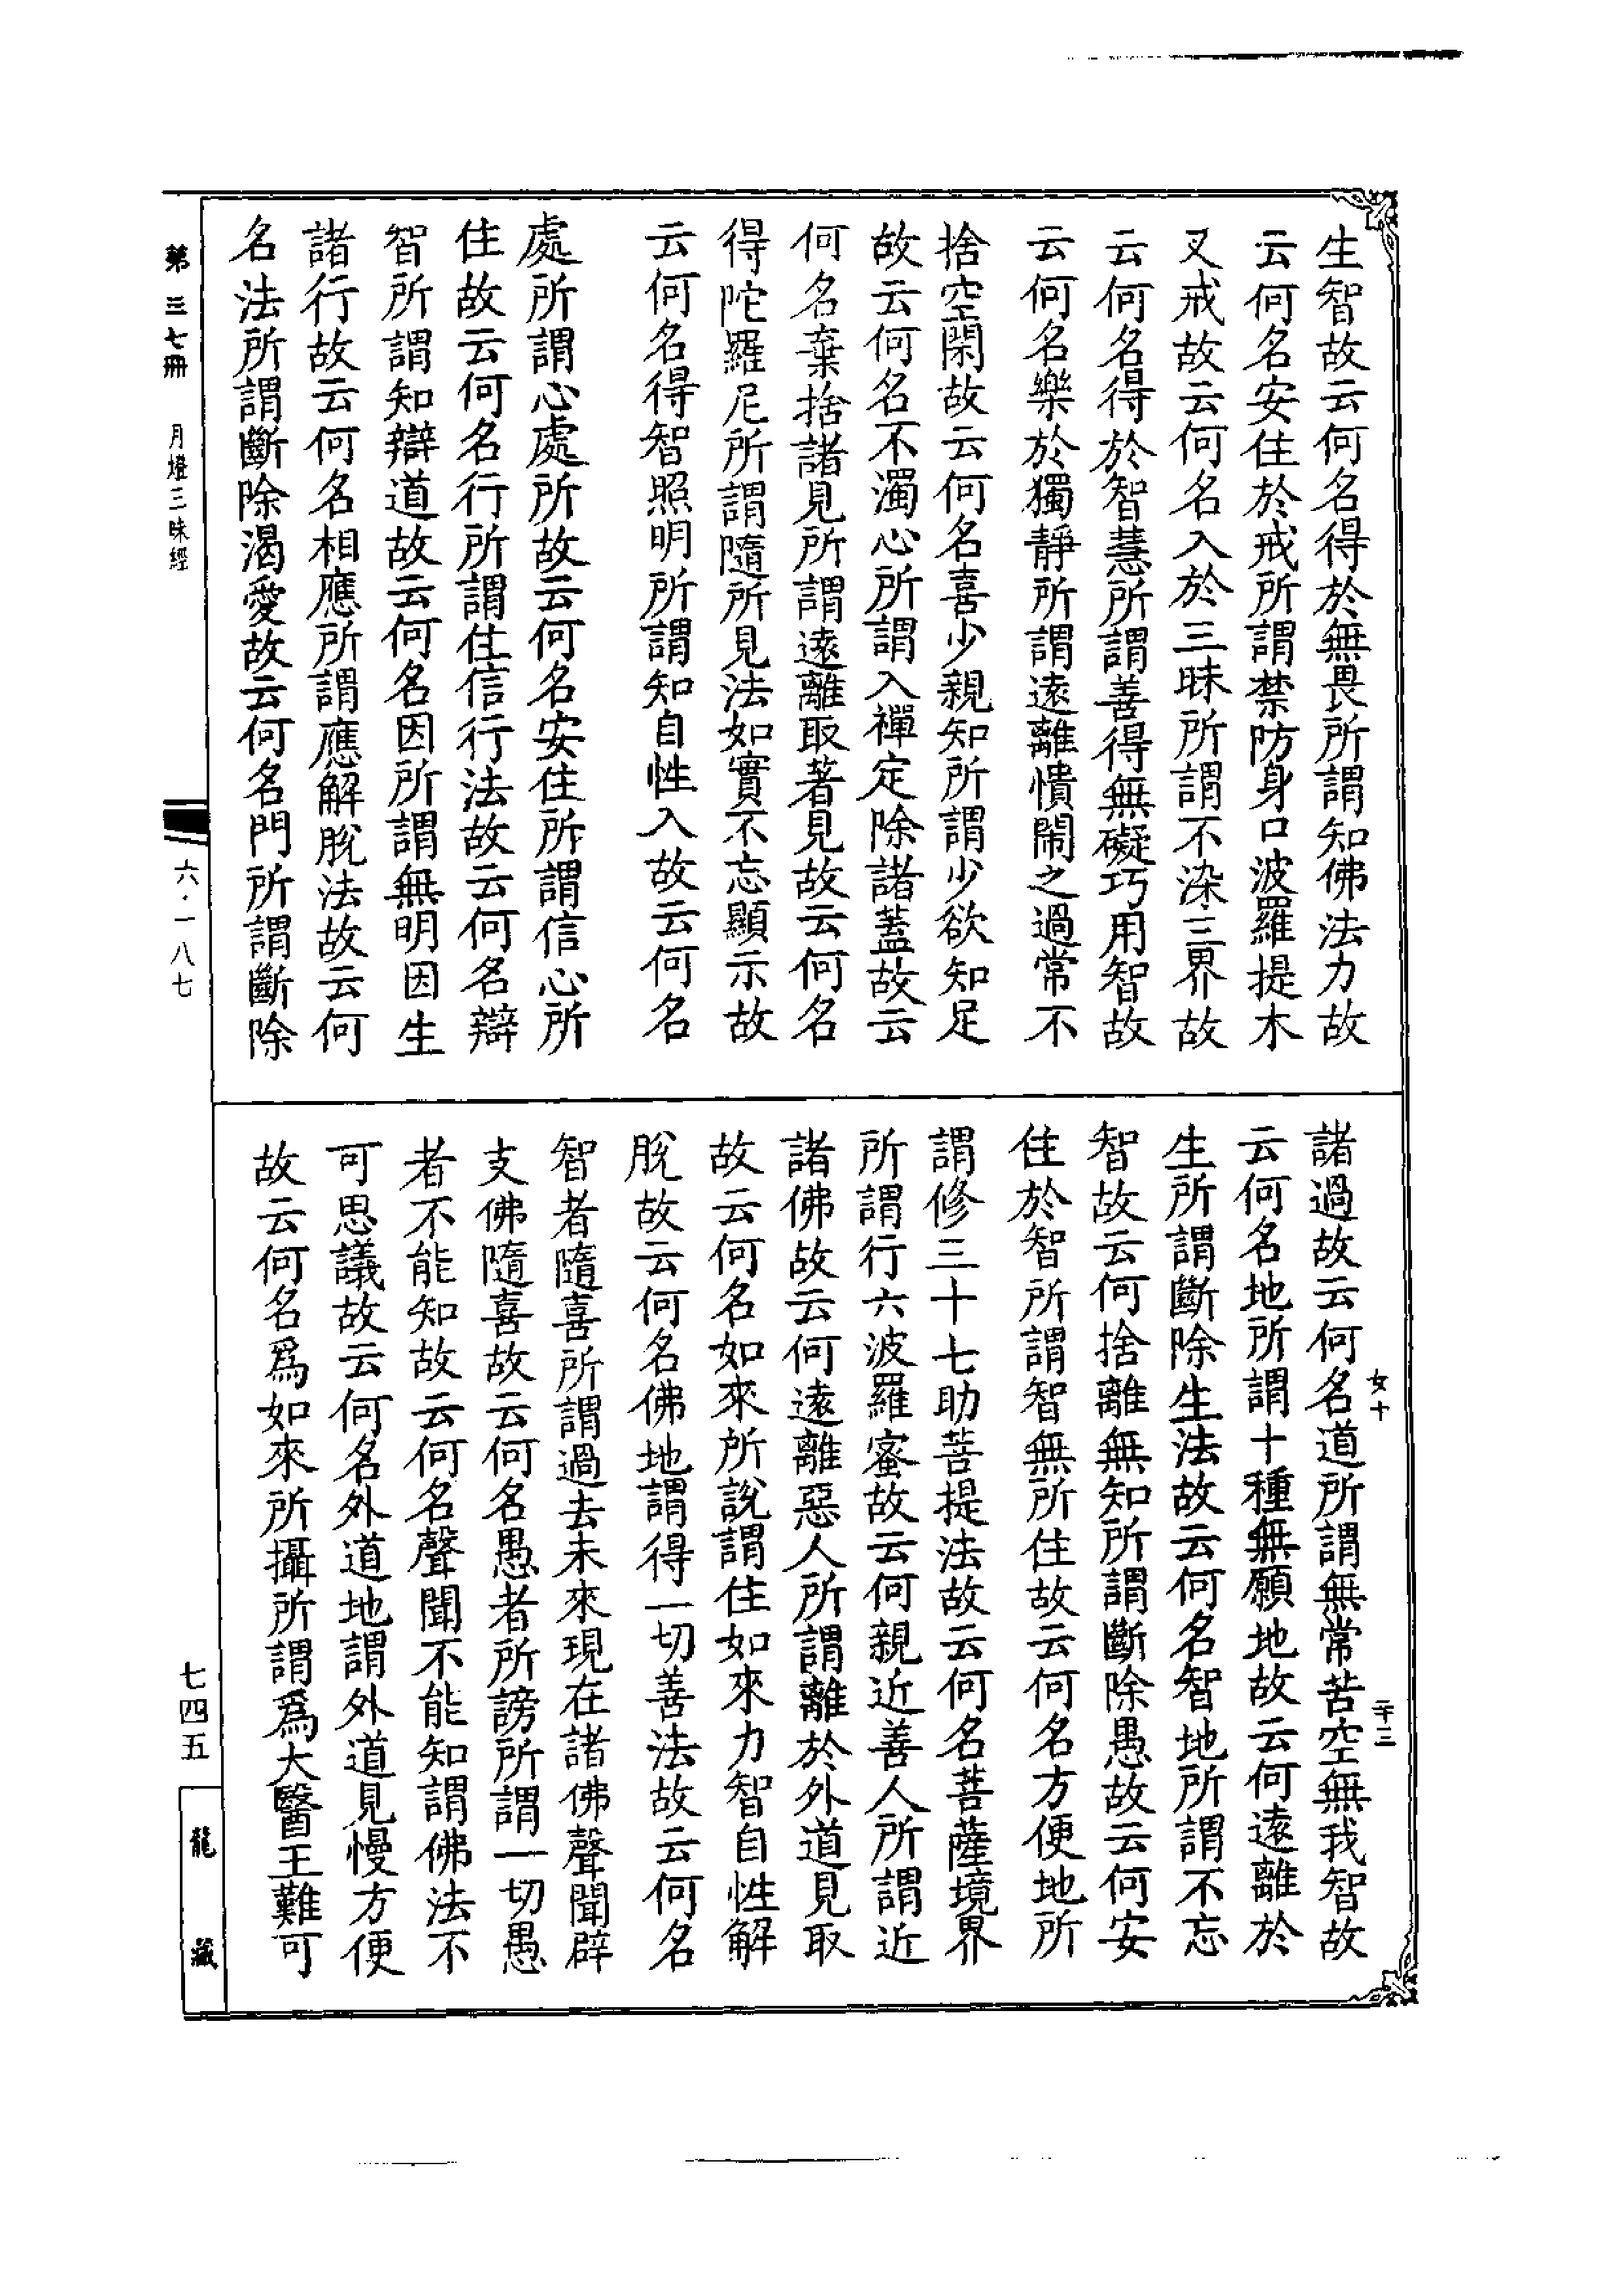 生智故云何名得於無畏所謂知佛法力故
云何名安住於戒所謂禁防身口波羅提木
叉戒故云何名入於三昧所謂不染三界故
云何名得於智慧所謂善得無礙巧用智故
云何名樂於獨靜所謂遠離憒閙之過常不
捨空閑故云何名喜少親知所謂少欲知足
故云何名不濁心所謂入禪定除諸蓋故云
何名棄捨諸見所謂遠離取著見故云何名
得陀羅尼所謂隨所見法如實不忘顯示故
云何名得智照明所謂知自性入故云何名
處所謂心處所故云何名安住所謂信心所
住故云何名行所謂住信行法故云何名辯
智所謂知辯道故云何名因所謂無明因生
諸行故云何名相應所謂應解脫法故云何
名法所謂斷除渴愛故云何名門所謂斷除
諸過故云何名道所謂無常苦空無我智故
云何名地所謂十種無願地故云何遠離於
生所謂斷除生法故云何名智地所謂不忘
智故云何捨離無知所謂斷除愚故云何安
住於智所謂智無所住故云何名方便地所
謂修三十七助菩提法故云何名菩薩境界
所謂行六波羅蜜故云何親近善人所謂近
諸佛故云何遠離惡人所謂離於外道見取
故云何名如來所說謂住如來力智自性解
脫故云何名佛地謂得一切善法故云何名
智者隨喜所謂過去未來現在諸佛聲聞辟
支佛隨喜故云何名愚者所謗所謂一切愚
者不能知故云何名聲聞不能知謂佛法不
可思議故云何名外道地謂外道見慢方便
故云何名爲如來所攝所謂爲大醫王難可
女十
二十三
第三七冊
月燈三昧經
六·一八七
七四五
龍藏